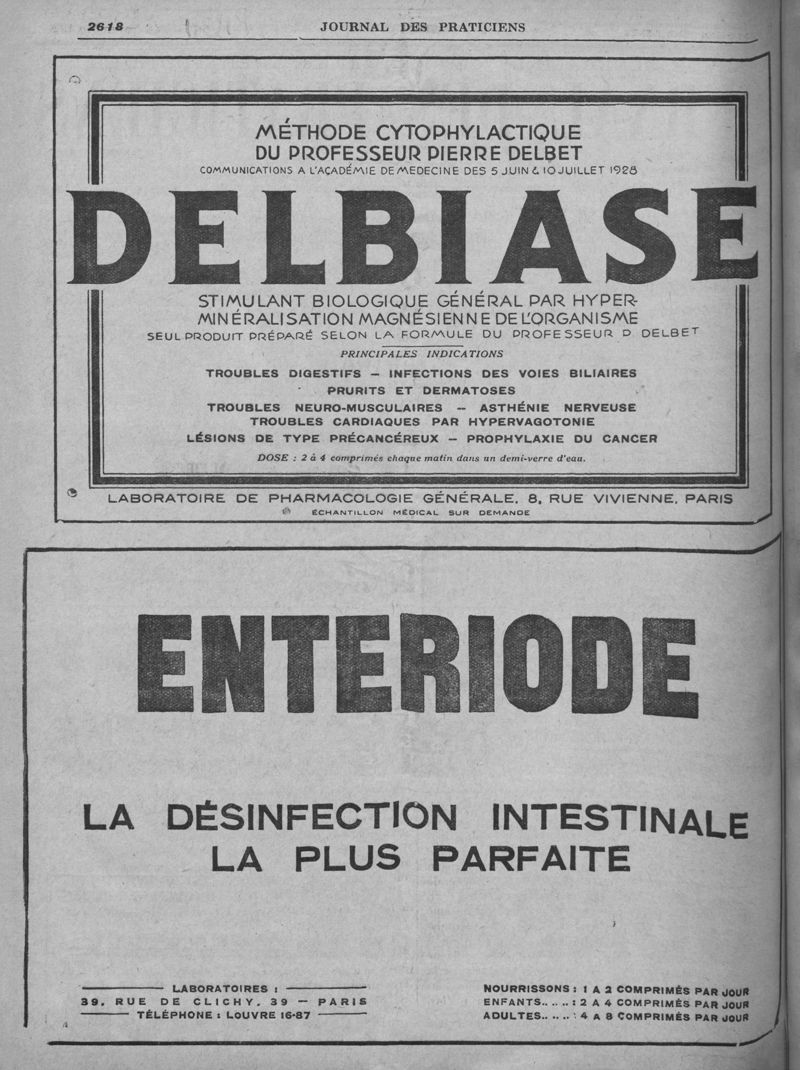 2618
JOURNAL DES PRATICIENS
MÉTHODE CYTOPHYLACTIQUE
DU PROFESSEUR PIERRE DELBET
COMMUNICATIONS A L'AÇADÉMIE DE MEDECINE DES 5 JUIN & 10 JUILLET 1928
DELBIASE
STIMULANT BIOLOGIQUE GÉNÉRAL PAR HYPER-
MINÉRALISATION MAGNÉSIENNE DE L'ORGANISME
SEUL PRODUIT PRÉPARÉ SELON LA FORMULE DU PROFESSEUR P. DELBET
PRINCIPALES INDICATIONS
TROUBLES DIGESTIFS — INFECTIONS DES VOIES BILIAIRES
PRURITS ET DERMATOSES
TROUBLES NEURO-MUSCULAIRES — ASTHÉNIE NERVEUSE
TROUBLES CARDIAQUES PAR HYPERVAGOTONIE
LÉSIONS DE TYPE PRÉCANCÉREUX — PROPHYLAXIE DU CANCER
DOSE : 2 à 4 comprimés chaque matin dans un demi-verre d'eau.
LABORATOIRE DE PHARMACOLOGIE GÉNÉRALE, 8, RUE VIVIENNE, PARIS
ÉCHANTILLON MÉDICAL SUR DEMANDE
ENTERIODE
LA DÉSINFECTION INTESTINALE
LA PLUS PARFAITE
LABORATOIRES :
39, RUE DE CLICHY, 39 — PARIS
TÉLÉPHONE : LOUVRE 16-87
NOURRISSONS : 1 A 2 COMPRIMÉS PAR JOUR
ENFANTS.. .. .. : 2 A 4 COMPRIMÉS PAR JOUR
ADULTES.. .. .. : 4 A 8 COMPRIMÉS PAR JOUR